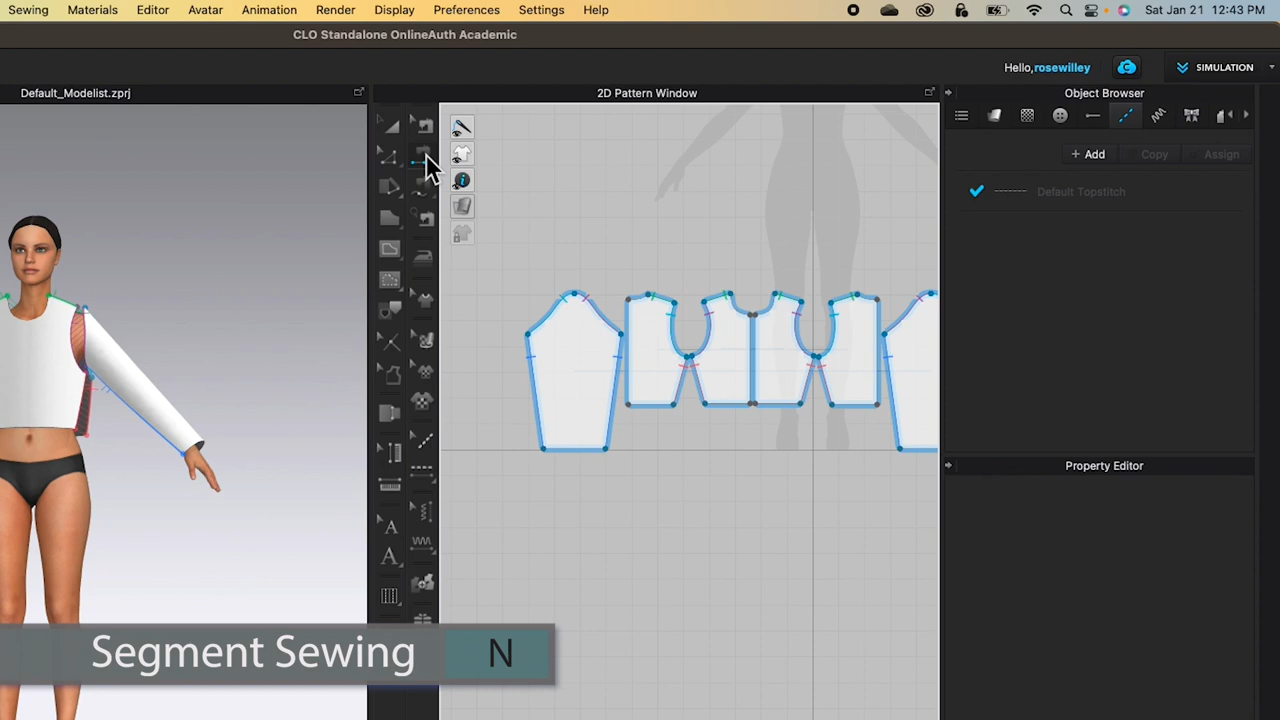 Sewing Materials Editor Avatar Animation Render Display Preferences Settings Help Sat Jan 21 12:43 PM
CLO Standalone OnlineAuth Academic
Hello,rosewilley SIMULATION
Default_Modelist.zprj 2D Pattern Window Object Browser
+ Add Copy Assign
Default Topstitch
Property Editor
A
A
Segment Sewing N